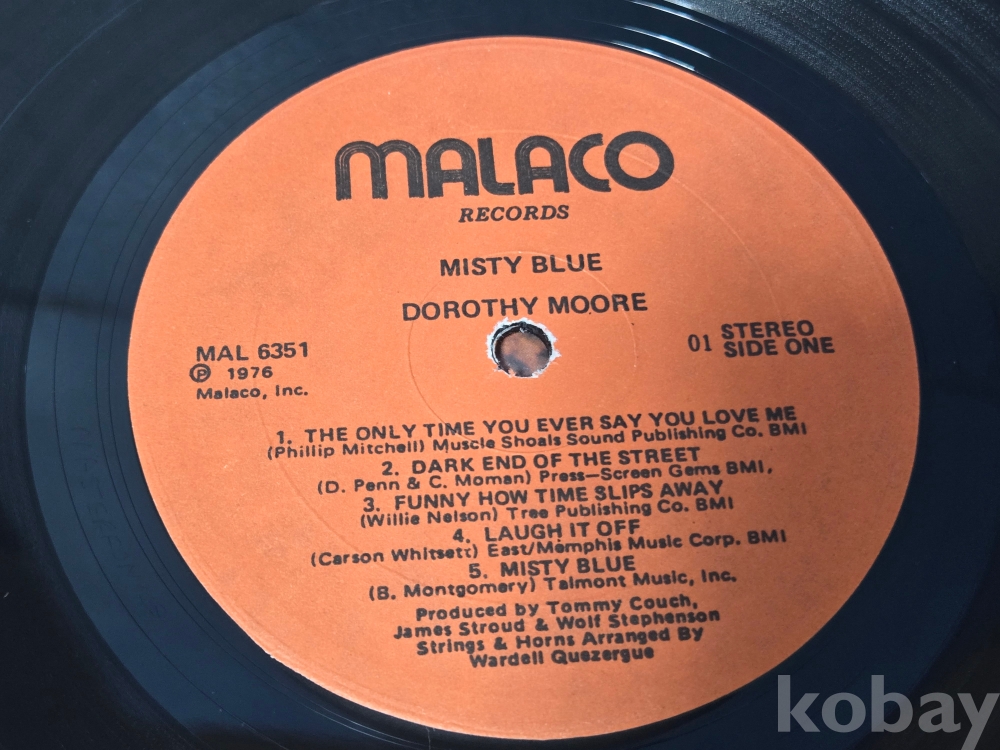 MALACO
RECORDS
MISTY BLUE
DOROTHY MOORE
MAL 6351
Ⓟ 1976
Malaco, Inc.
01 STEREO
SIDE ONE
1. THE ONLY TIME YOU EVER SAY YOU LOVE ME
(Phillip Mitchell) Muscle Shoals Sound Publishing Co. BMI
2. DARK END OF THE STREET
(D. Penn & C. Moman) Press—Screen Gems BMI,
3. FUNNY HOW TIME SLIPS AWAY
(Willie Nelson) Tree Publishing Co. BMI
4. LAUGH IT OFF
(Carson Whitsett) East/Memphis Music Corp. BMI
5. MISTY BLUE
(B. Montgomery) Talmont Music, Inc.
Produced by Tommy Couch,
James Stroud & Wolf Stephenson
Strings & Horns Arranged By
Wardell Quezergue
kobay